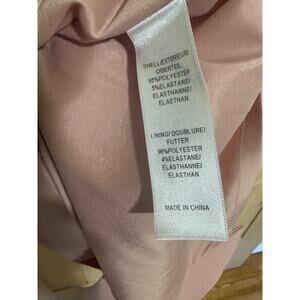 SHELL/EXTERIEUR/
OBERTEIL
95%POLYESTER
5%ELASTANE/
ELASTHANNE/
ELASTHAN
LINING/ DOUBLURE/
FUTTER
96%POLYESTER
4%ELASTANE/
ELASTHANNE/
ELASTHAN
MADE IN CHINA